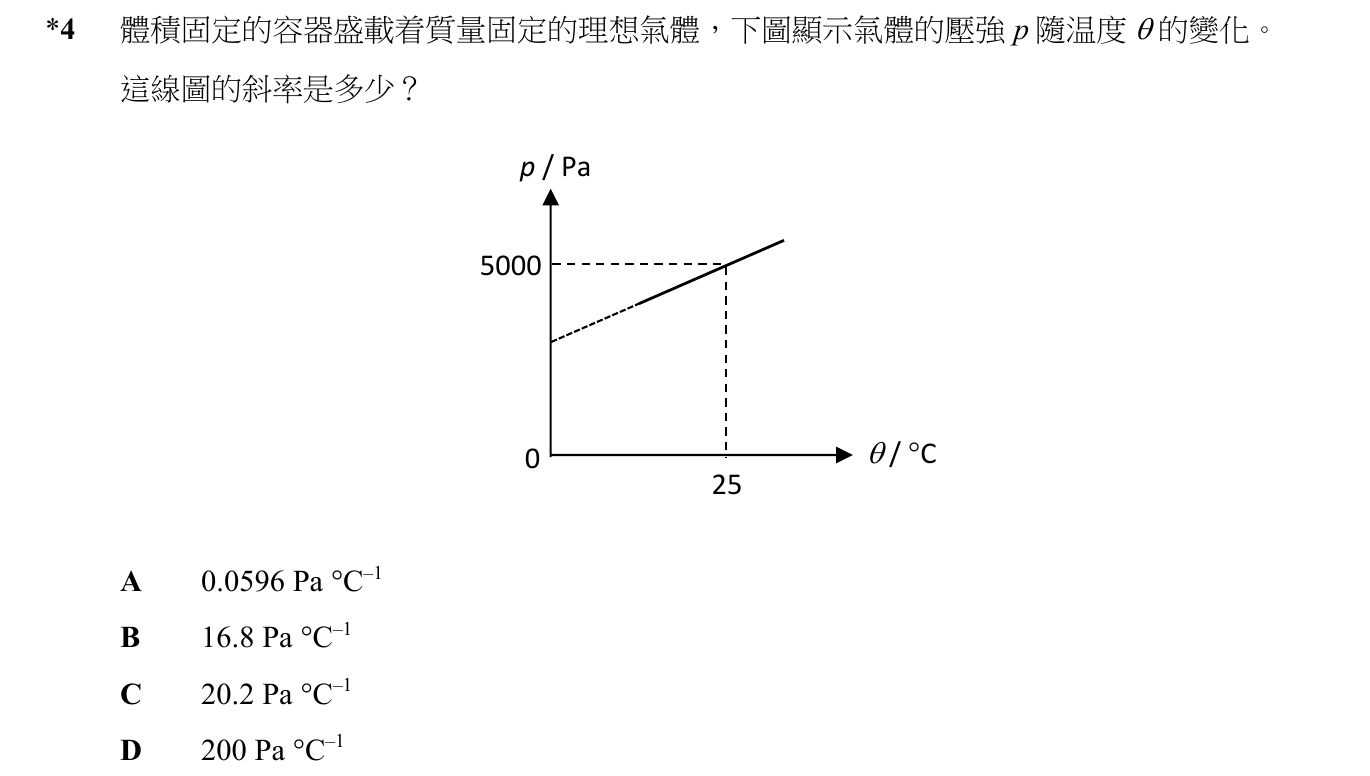 *4 體積固定的容器盛載着質量固定的理想氣體，下圖顯示氣體的壓強 p 隨温度 θ 的變化。
這線圖的斜率是多少？
p / Pa
5000
0
θ / °C
25
A 0.0596 Pa °C⁻¹
B 16.8 Pa °C⁻¹
C 20.2 Pa °C⁻¹
D 200 Pa °C⁻¹